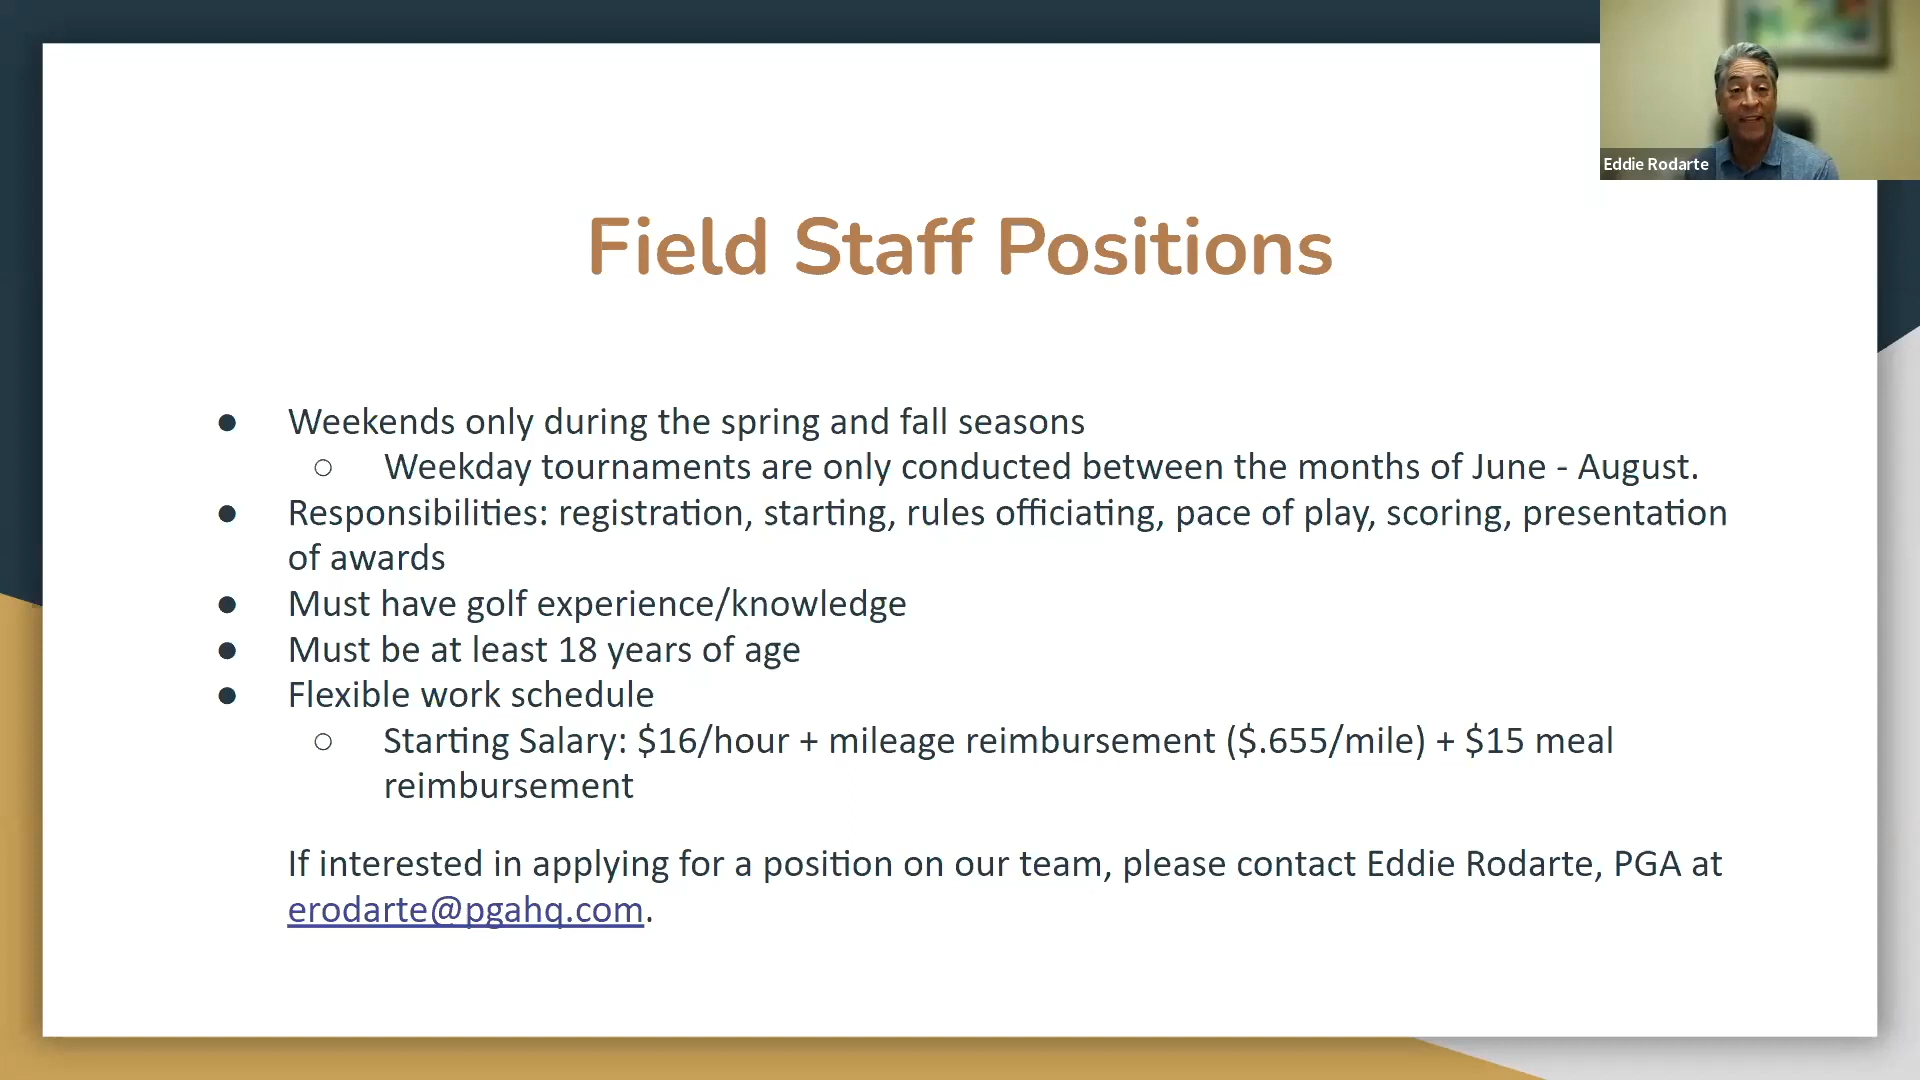 Eddie Rodarte
Field Staff Positions
● Weekends only during the spring and fall seasons
○ Weekday tournaments are only conducted between the months of June - August.
● Responsibilities: registration, starting, rules officiating, pace of play, scoring, presentation
of awards
● Must have golf experience/knowledge
● Must be at least 18 years of age
● Flexible work schedule
○ Starting Salary: $16/hour + mileage reimbursement ($.655/mile) + $15 meal
reimbursement
If interested in applying for a position on our team, please contact Eddie Rodarte, PGA at
erodarte@pgahq.com.